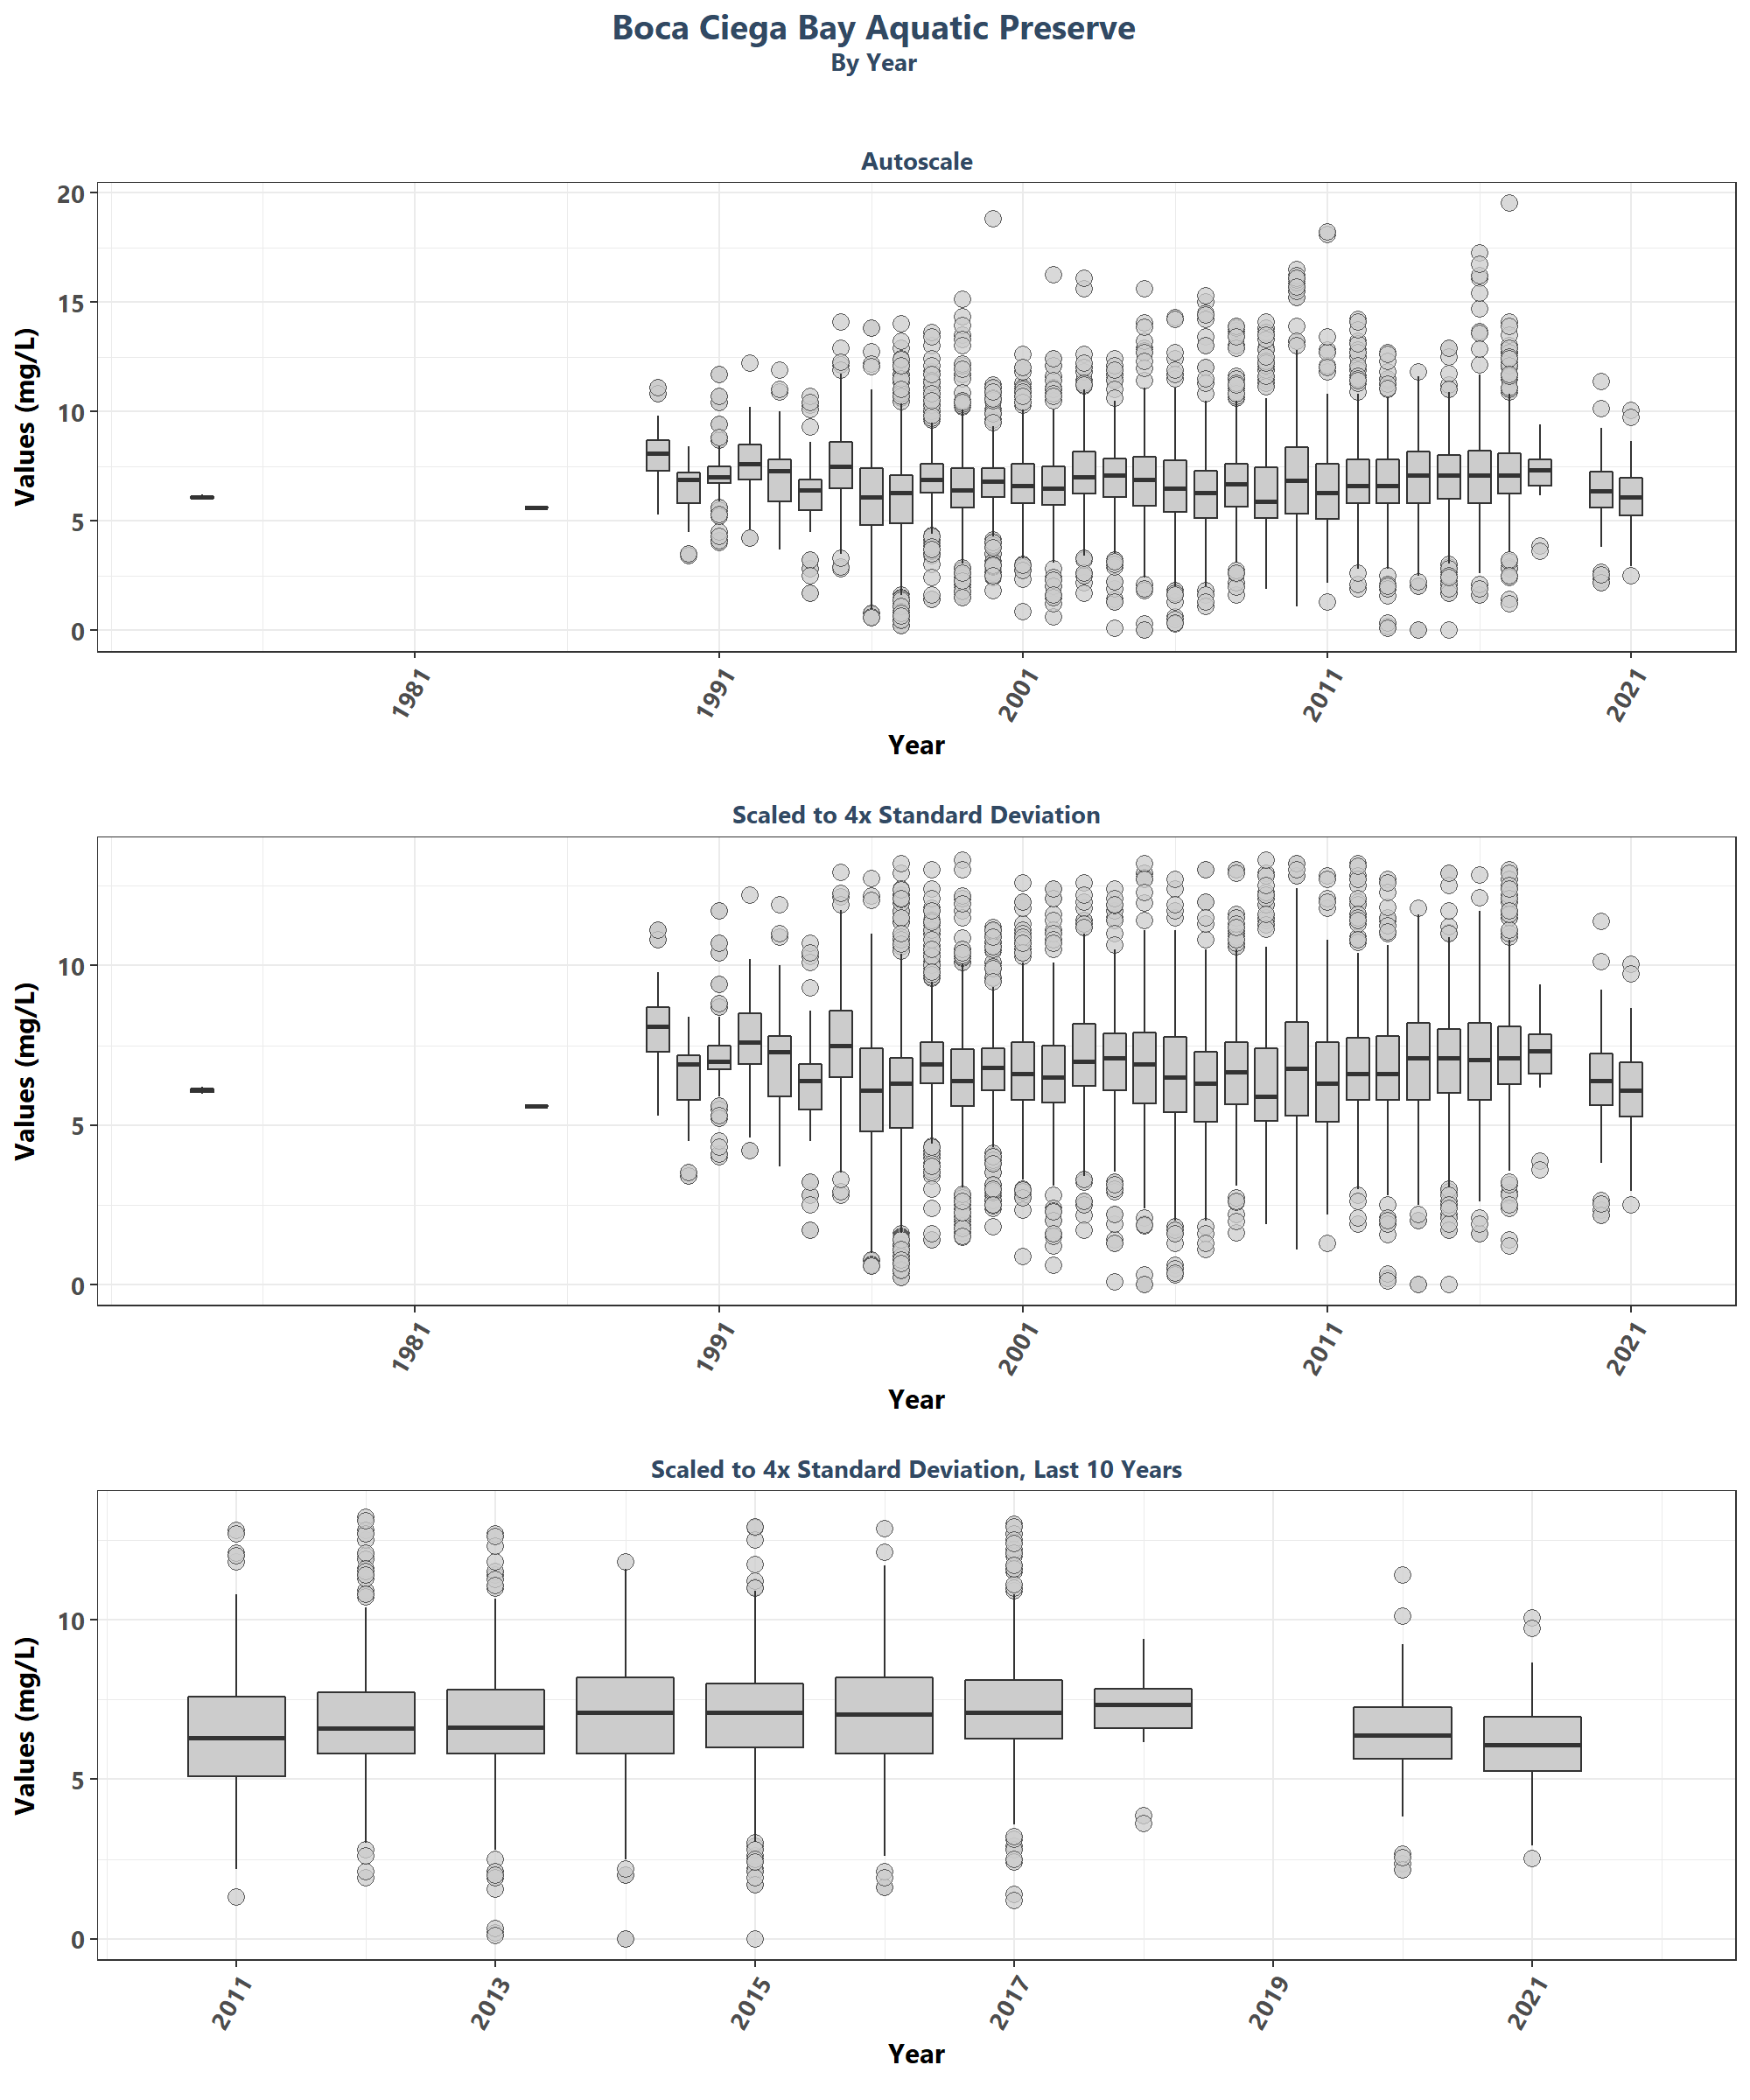 Boca Ciega Bay Aquatic Preserve
By Year
Autoscale
Values (mg/L)
20
15
10
5
0
1981 1991 2001 2011 2021
Year
Scaled to 4x Standard Deviation
Values (mg/L)
10
5
0
1981 1991 2001 2011 2021
Year
Scaled to 4x Standard Deviation, Last 10 Years
Values (mg/L)
10
5
0
2011 2013 2015 2017 2019 2021
Year